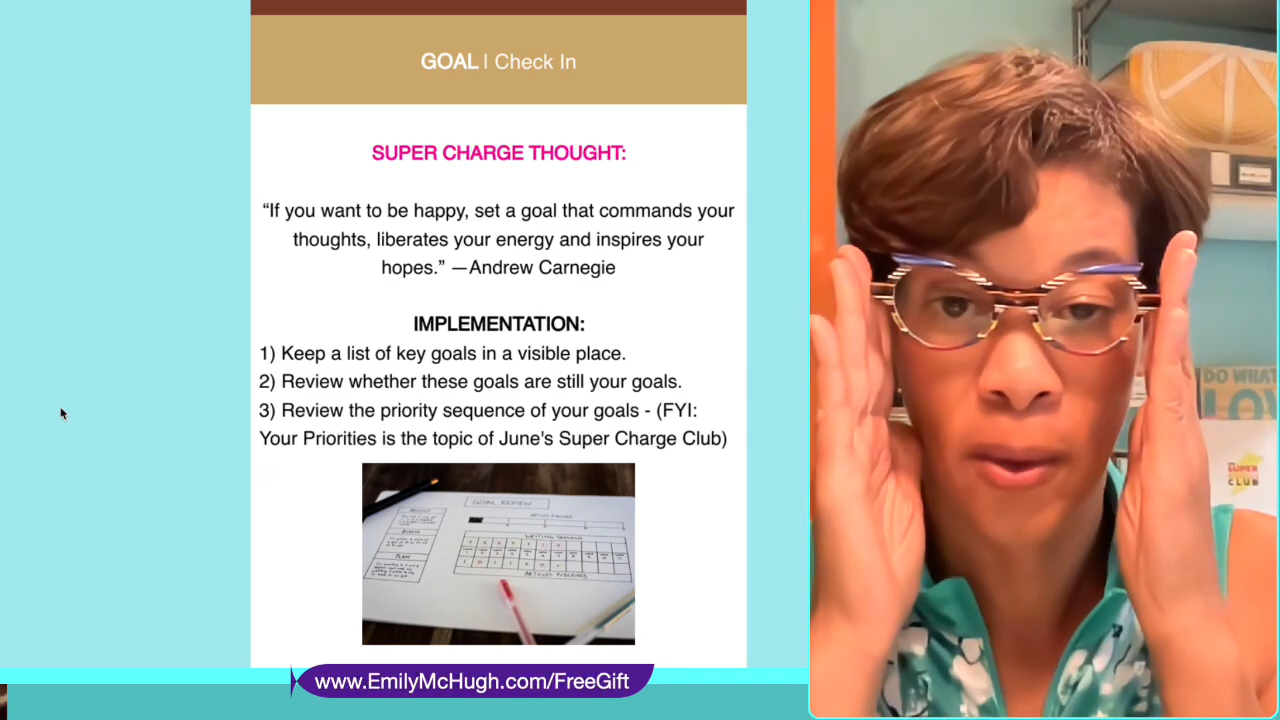 GOAL | Check In
SUPER CHARGE THOUGHT:
“If you want to be happy, set a goal that commands your
thoughts, liberates your energy and inspires your
hopes.” —Andrew Carnegie
IMPLEMENTATION:
1) Keep a list of key goals in a visible place.
2) Review whether these goals are still your goals.
3) Review the priority sequence of your goals - (FYI:
Your Priorities is the topic of June's Super Charge Club)
GOAL REVIEW
PLAN
ARTICLES PUBLISHED
www.EmilyMcHugh.com/FreeGift
DO WHAT
SUPER
CLUB